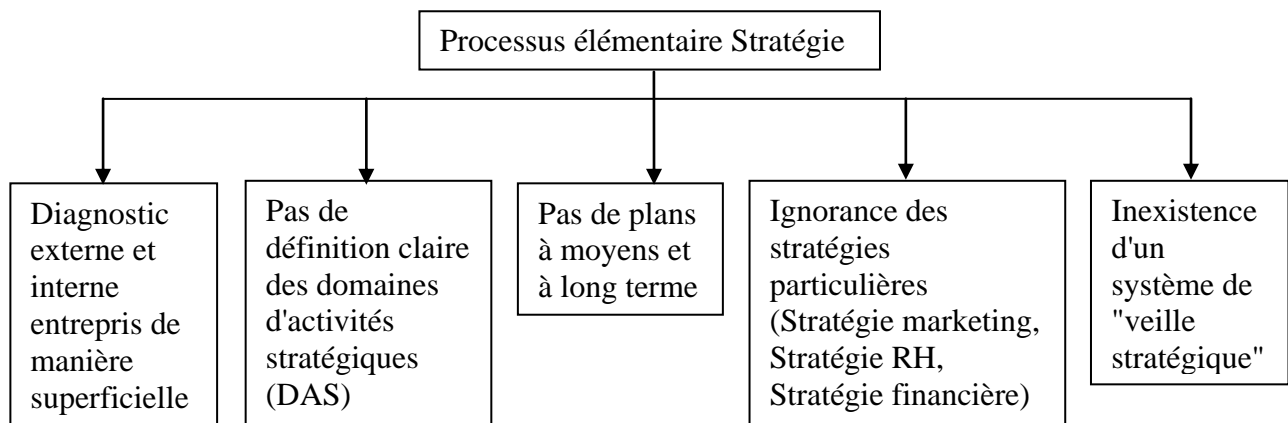 Processus élémentaire Stratégie
Diagnostic
externe et
interne
entrepris de
manière
superficielle
Pas de
définition claire
des domaines
d'activités
stratégiques
(DAS)
Pas de plans
à moyens et
à long terme
Ignorance des
stratégies
particulières
(Stratégie marketing,
Stratégie RH,
Stratégie financière)
Inexistence
d'un
système de
"veille
stratégique"